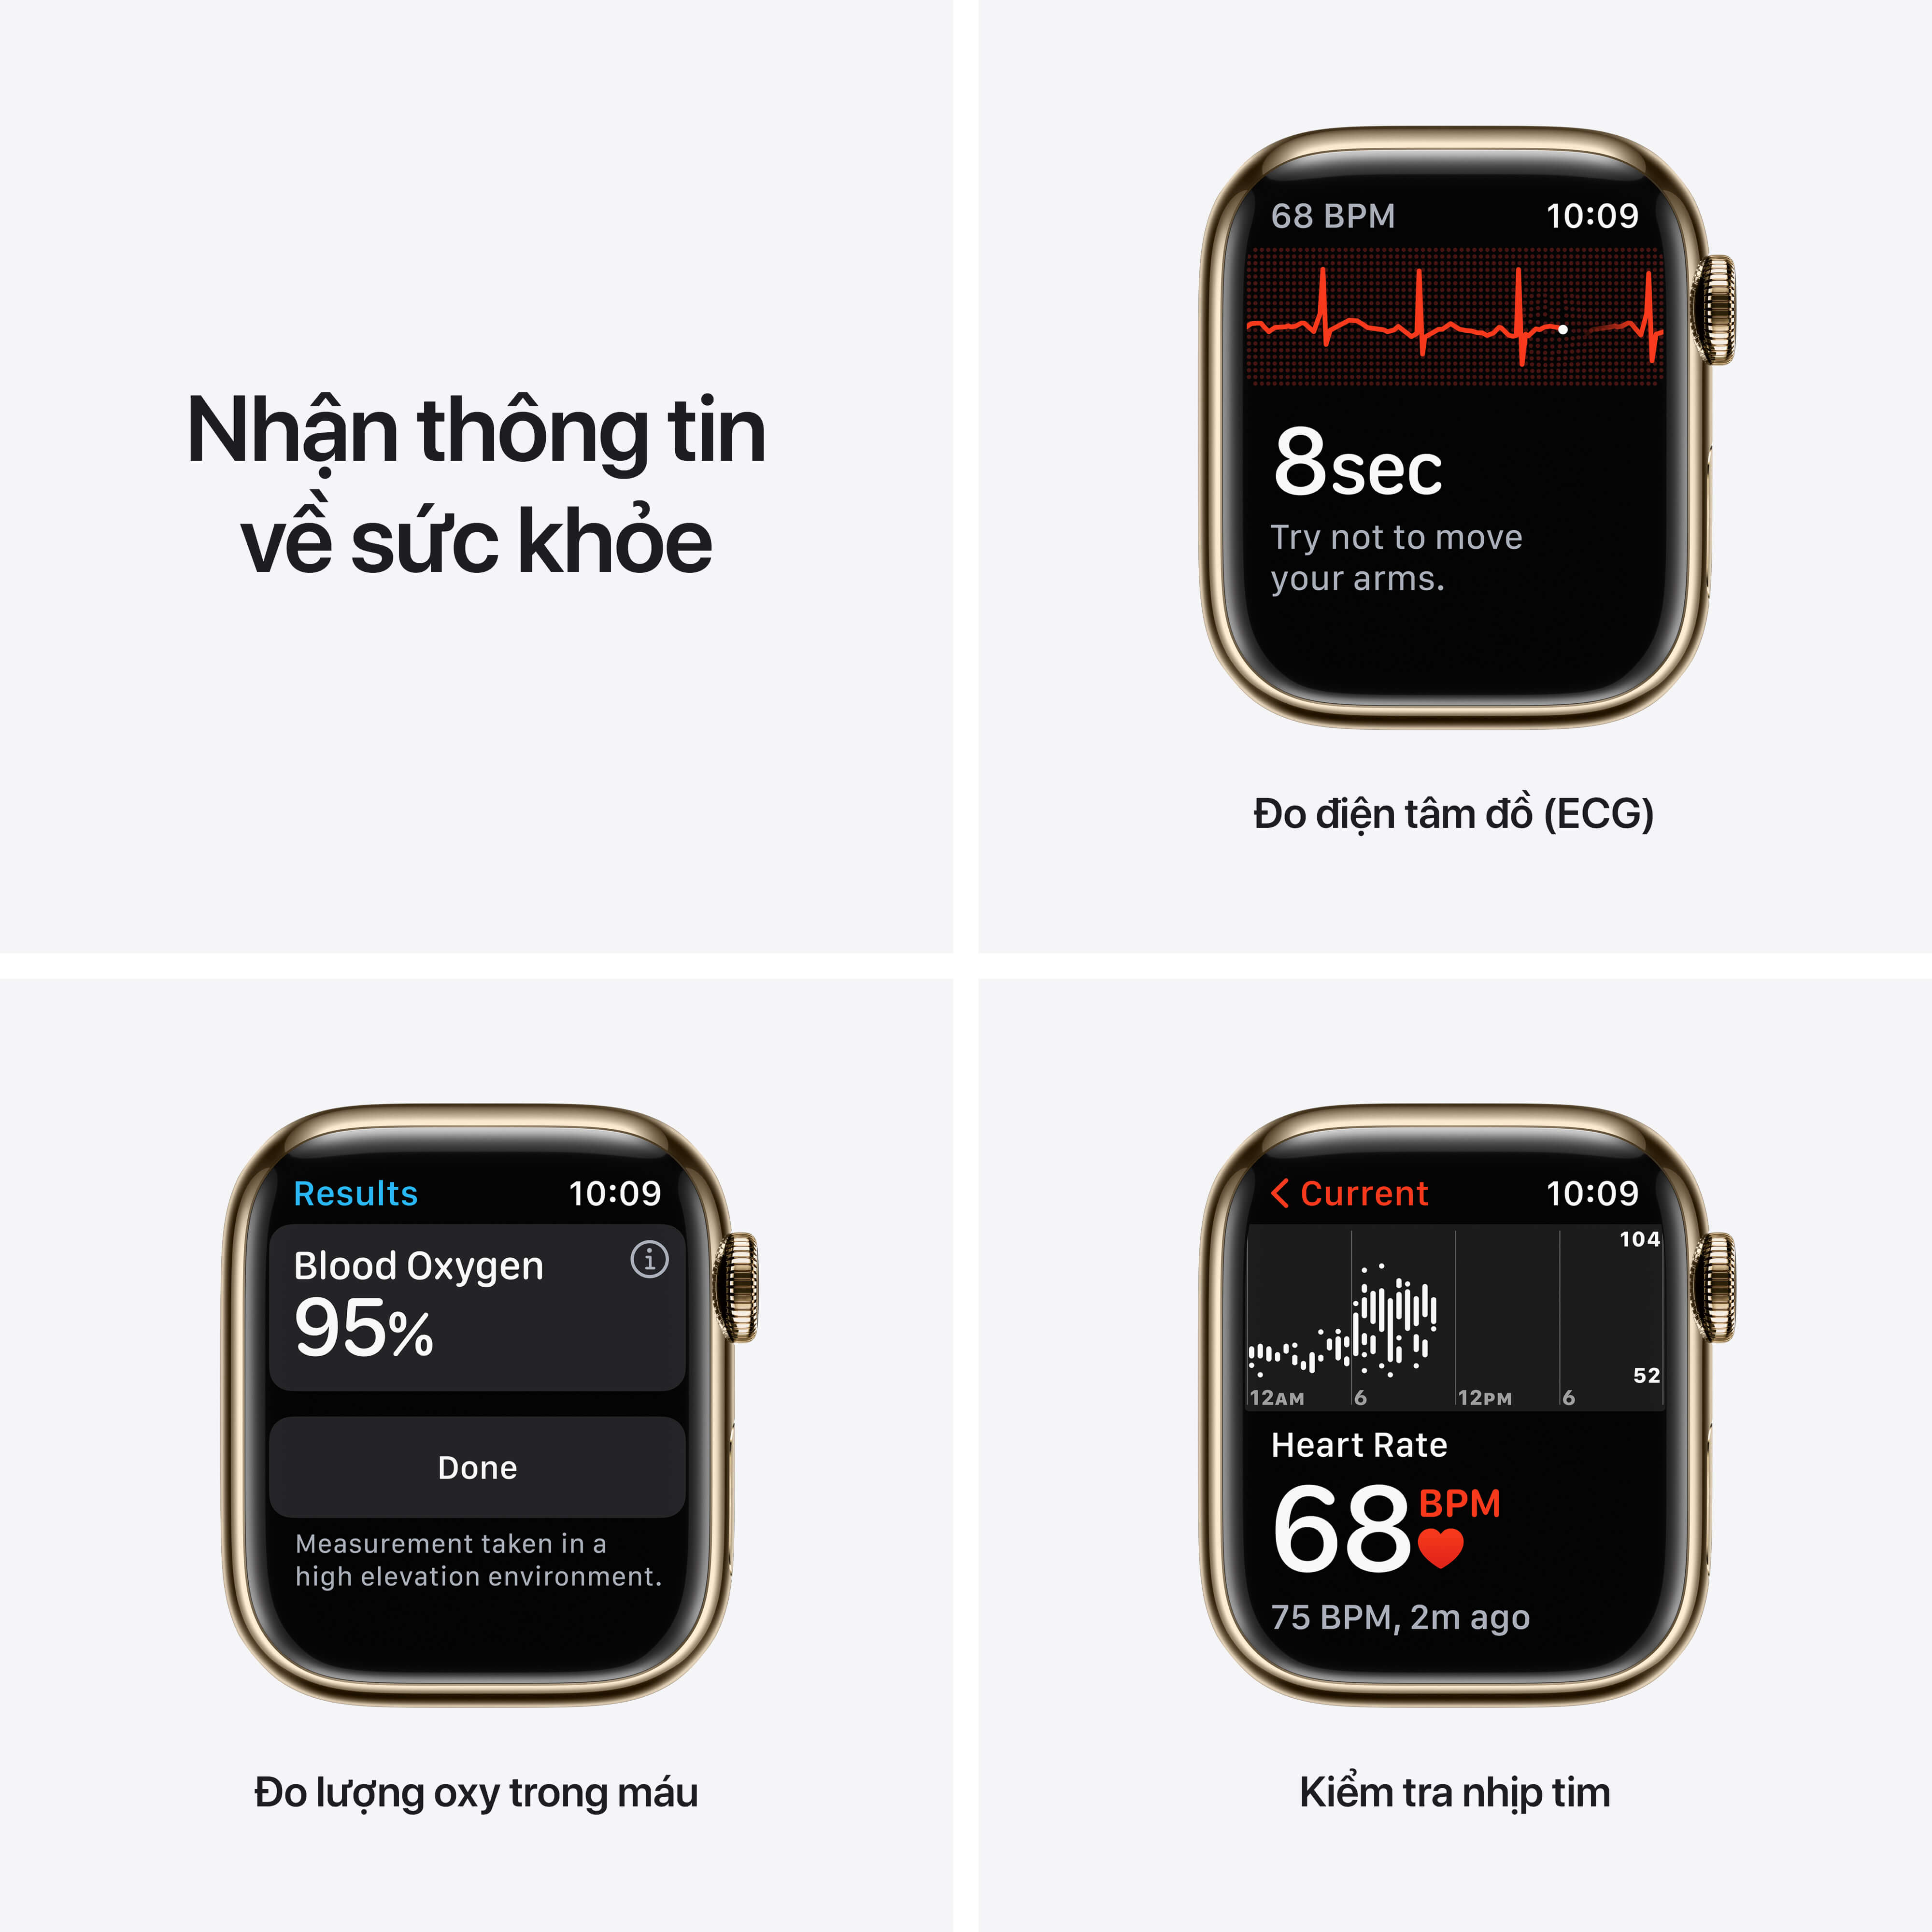 Nhận thông tin
về sức khỏe
68 BPM 10:09
8sec
Try not to move
your arms.
Đo điện tâm đồ (ECG)
Results 10:09
Blood Oxygen
95%
Done
Measurement taken in a
high elevation environment.
Đo lượng oxy trong máu
Current 10:09
104
52
12AM 6 12PM 6
Heart Rate
68 BPM
75 BPM, 2m ago
Kiểm tra nhịp tim